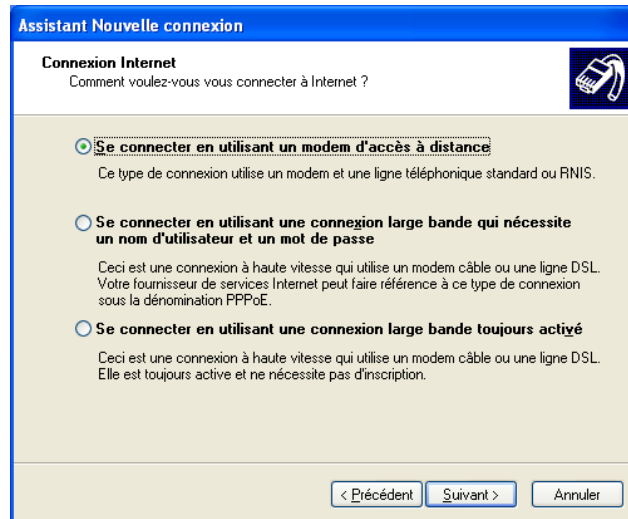 Assistant Nouvelle connexion
Connexion Internet
Comment voulez-vous vous connecter à Internet ?
Se connecter en utilisant un modem d'accès à distance
Ce type de connexion utilise un modem et une ligne téléphonique standard ou RNIS.
Se connecter en utilisant une connexion large bande qui nécessite
un nom d'utilisateur et un mot de passe
Ceci est une connexion à haute vitesse qui utilise un modem câble ou une ligne DSL.
Votre fournisseur de services Internet peut faire référence à ce type de connexion
sous la dénomination PPPoE.
Se connecter en utilisant une connexion large bande toujours activé
Ceci est une connexion à haute vitesse qui utilise un modem câble ou une ligne DSL.
Elle est toujours active et ne nécessite pas d'inscription.
< Précédent Suivant > Annuler